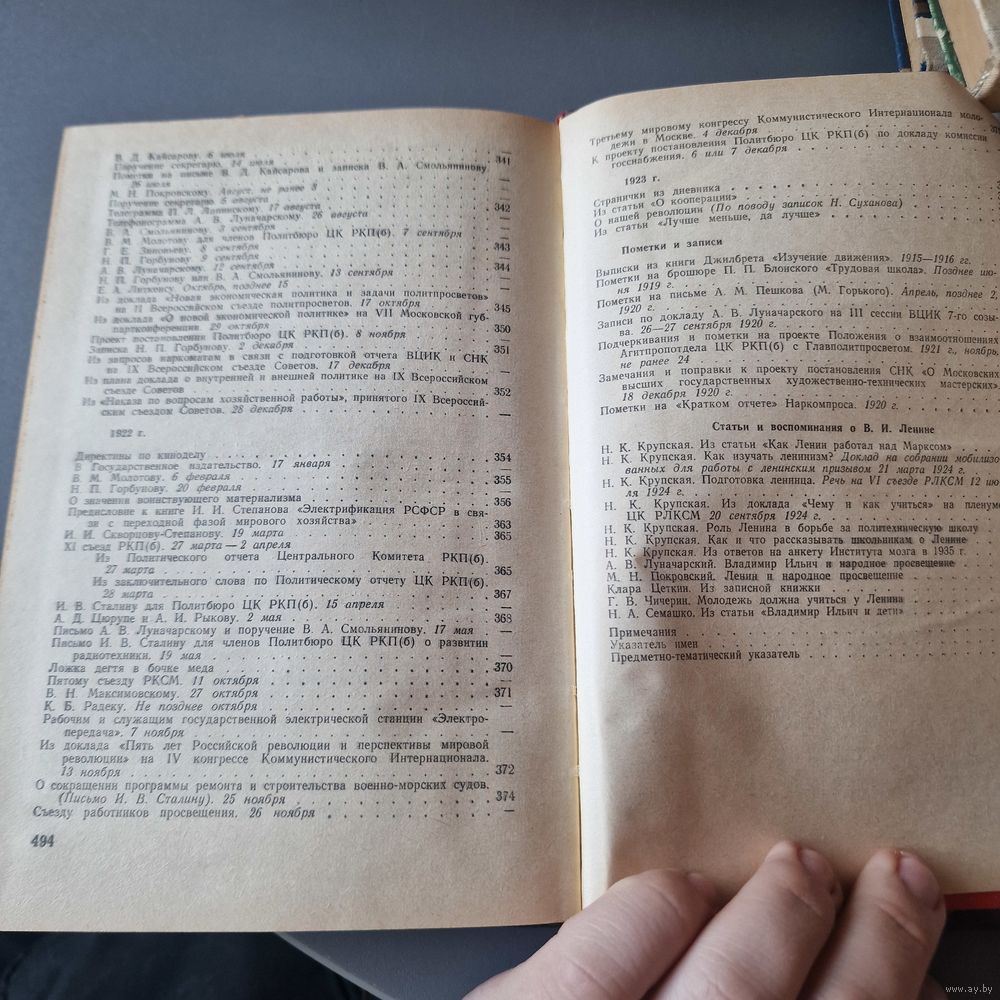 В. Д. Кайсарову. 6 июля
Поручение секретарю. 14 июля . . . 341
Пометки на письме В. Д. Кайсарова и записка В. А. Смольянинову.
26 июля . . . —
М. Н. Покровскому. Август, не ранее 8
Поручение секретарю 5 августа . . . —
Телеграмма П. Л. Лапинскому. 17 августа . . . 342
Телефонограмма А. В. Луначарскому. 26 августа
В. А. Смольянинову. 3 сентября . . . —
В. М. Молотову для членов Политбюро ЦК РКП(б). 7 сентября
Г. Е. Зиновьеву. 8 сентября . . . 343
Н. П. Горбунову. 9 сентября . . . —
А. В. Луначарскому. 12 сентября . . . 344
Н. П. Горбунову или В. А. Смольянинову. 13 сентября
Е. А. Литкенсу. Октябрь, позднее 15 . . . —
Из доклада «Новая экономическая политика и задачи политпросветов»
на II Всероссийском съезде политпросветов. 17 октября . . . 345
Из доклада «О новой экономической политике» на VII Московской губ-
партконференции. 29 октября . . . 350
Проект постановления Политбюро ЦК РКП(б). 8 ноября . . . —
Записка Н. П. Горбунову. 2 декабря . . . 351
Из запросов наркоматам в связи с подготовкой отчета ВЦИК и СНК
на IX Всероссийском съезде Советов. 17 декабря . . . —
Из плана доклада о внутренней и внешней политике на IX Всероссийском
съезде Советов . . . 352
Из «Наказа по вопросам хозяйственной работы», принятого IX Всероссий-
ским съездом Советов. 28 декабря . . . —
1922 г.
Директивы по киноделу . . . 354
В Государственное издательство. 17 января . . . —
В. М. Молотову. 6 февраля . . . 355
Н. П. Горбунову. 20 февраля . . . —
О значении воинствующего материализма . . . 356
Предисловие к книге И. И. Степанова «Электрификация РСФСР в свя-
зи с переходной фазой мирового хозяйства» . . . 363
И. И. Скворцову-Степанову. 19 марта . . . 365
XI съезд РКП(б). 27 марта — 2 апреля
Из Политического отчета Центрального Комитета РКП(б).
27 марта . . . 365
Из заключительного слова по Политическому отчету ЦК РКП(б).
28 марта . . . 367
И. В. Сталину для Политбюро ЦК РКП(б). 15 апреля . . . —
А. Д. Цюрупе и А. И. Рыкову. 2 мая . . . 368
Письмо А. В. Луначарскому и поручение В. А. Смольянинову. 17 мая . . . —
Письмо И. В. Сталину для членов Политбюро ЦК РКП(б) о развитии
радиотехники. 19 мая . . . —
Ложка дегтя в бочке меда . . . 370
Пятому съезду РКСМ. 11 октября . . . —
В. Н. Максимовскому. 27 октября . . . 371
К. Б. Радеку. Не позднее октября . . . —
Рабочим и служащим государственной электрической станции «Электро-
передача». 7 ноября . . . —
Из доклада «Пять лет Российской революции и перспективы мировой
революции» на IV конгрессе Коммунистического Интернационала.
13 ноября . . . 372
О сокращении программы ремонта и строительства военно-морских судов.
(Письмо И. В. Сталину). 25 ноября . . . 374
Съезду работников просвещения. 26 ноября . . . —
494
Третьему мировому конгрессу Коммунистического Интернационала моло-
дежи в Москве. 4 декабря
К проекту постановления Политбюро ЦК РКП(б) по докладу комиссии
госснабжения. 6 или 7 декабря
1923 г.
Странички из дневника
Из статьи «О кооперации»
О нашей революции (По поводу записок Н. Суханова)
Из статьи «Лучше меньше, да лучше»
Пометки и записи
Выписки из книги Джилбрета «Изучение движения». 1915—1916 гг.
Пометки на брошюре П. П. Блонского «Трудовая школа». Позднее ию-
ня 1919 г.
Пометки на письме А. М. Пешкова (М. Горького). Апрель, позднее 2,
1920 г.
Записи по докладу А. В. Луначарского на III сессии ВЦИК 7-го созы-
ва. 26—27 сентября 1920 г.
Подчеркивания и пометки на проекте Положения о взаимоотношениях
Агитпропотдела ЦК РКП(б) с Главполитпросветом. 1921 г., ноябрь,
не ранее 24
Замечания и поправки к проекту постановления СНК «О Московских
высших государственных художественно-технических мастерских»
18 декабря 1920 г.
Пометки на «Кратком отчете» Наркомпроса. 1920 г.
Статьи и воспоминания о В. И. Ленине
Н. К. Крупская. Из статьи «Как Ленин работал над Марксом»
Н. К. Крупская. Как изучать ленинизм? Доклад на собрании мобилизо-
ванных для работы с ленинским призывом 21 марта 1924 г.
Н. К. Крупская. Подготовка ленинца. Речь на VI съезде РЛКСМ 12 ию-
ля 1924 г.
Н. К. Крупская. Из доклада «Чему и как учиться» на пленум
ЦК РЛКСМ 20 сентября 1924 г.
Н. К. Крупская. Роль Ленина в борьбе за политехническую школу
Н. К. Крупская. Как и что рассказывать школьникам о Ленине
Н. К. Крупская. Из ответов на анкету Института мозга в 1935 г.
А. В. Луначарский. Владимир Ильич и народное просвещение
М. Н. Покровский. Ленин и народное просвещение
Клара Цеткин. Из записной книжки
Г. В. Чичерин. Молодежь должна учиться у Ленина
Н. А. Семашко. Из статьи «Владимир Ильич и дети»
Примечания
Указатель имен
Предметно-тематический указатель
www.ay.by